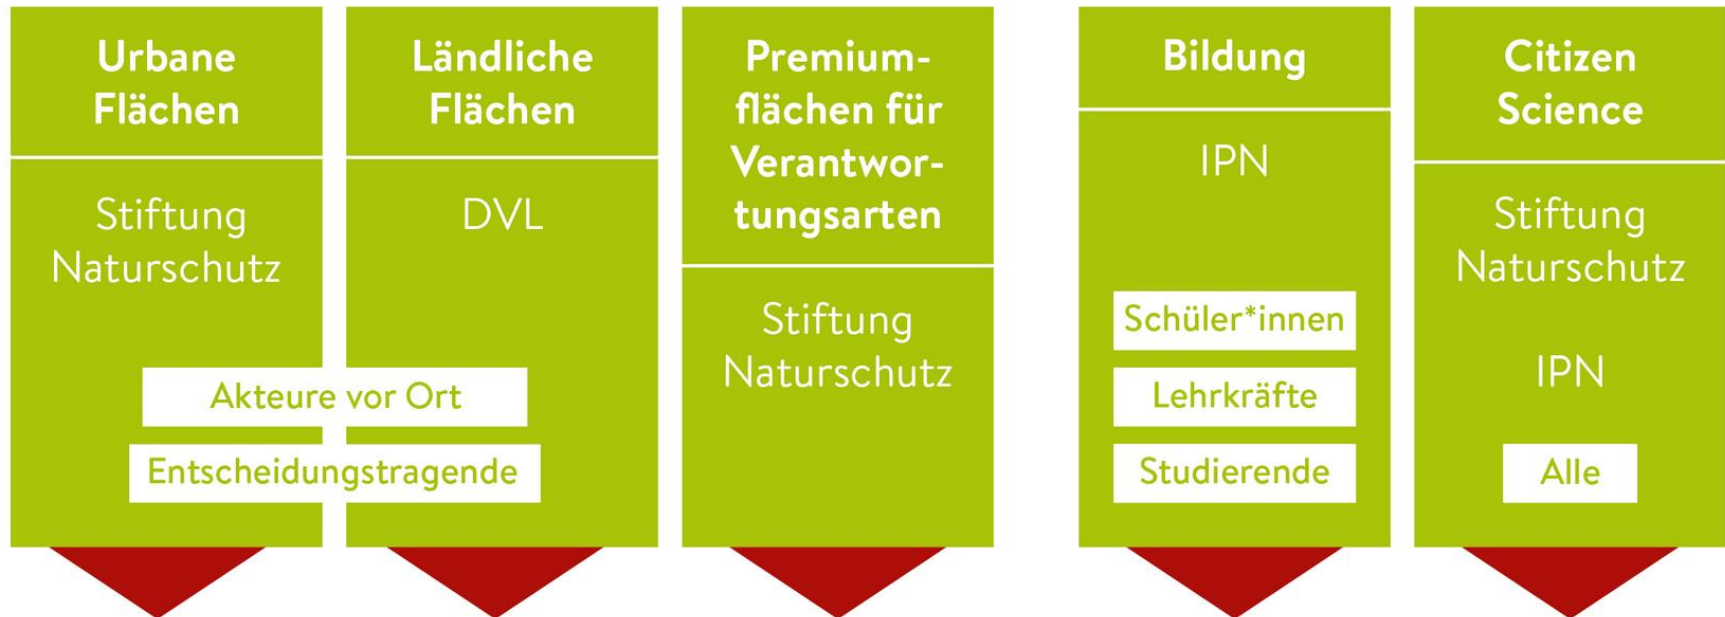 Urbane
Flächen
Stiftung
Naturschutz
Ländliche
Flächen
DVL
Akteure vor Ort
Entscheidungstragende
Premium-
flächen für
Verantwor-
tungsarten
Stiftung
Naturschutz
Bildung
IPN
Schüler*innen
Lehrkräfte
Studierende
Citizen
Science
Stiftung
Naturschutz
IPN
Alle